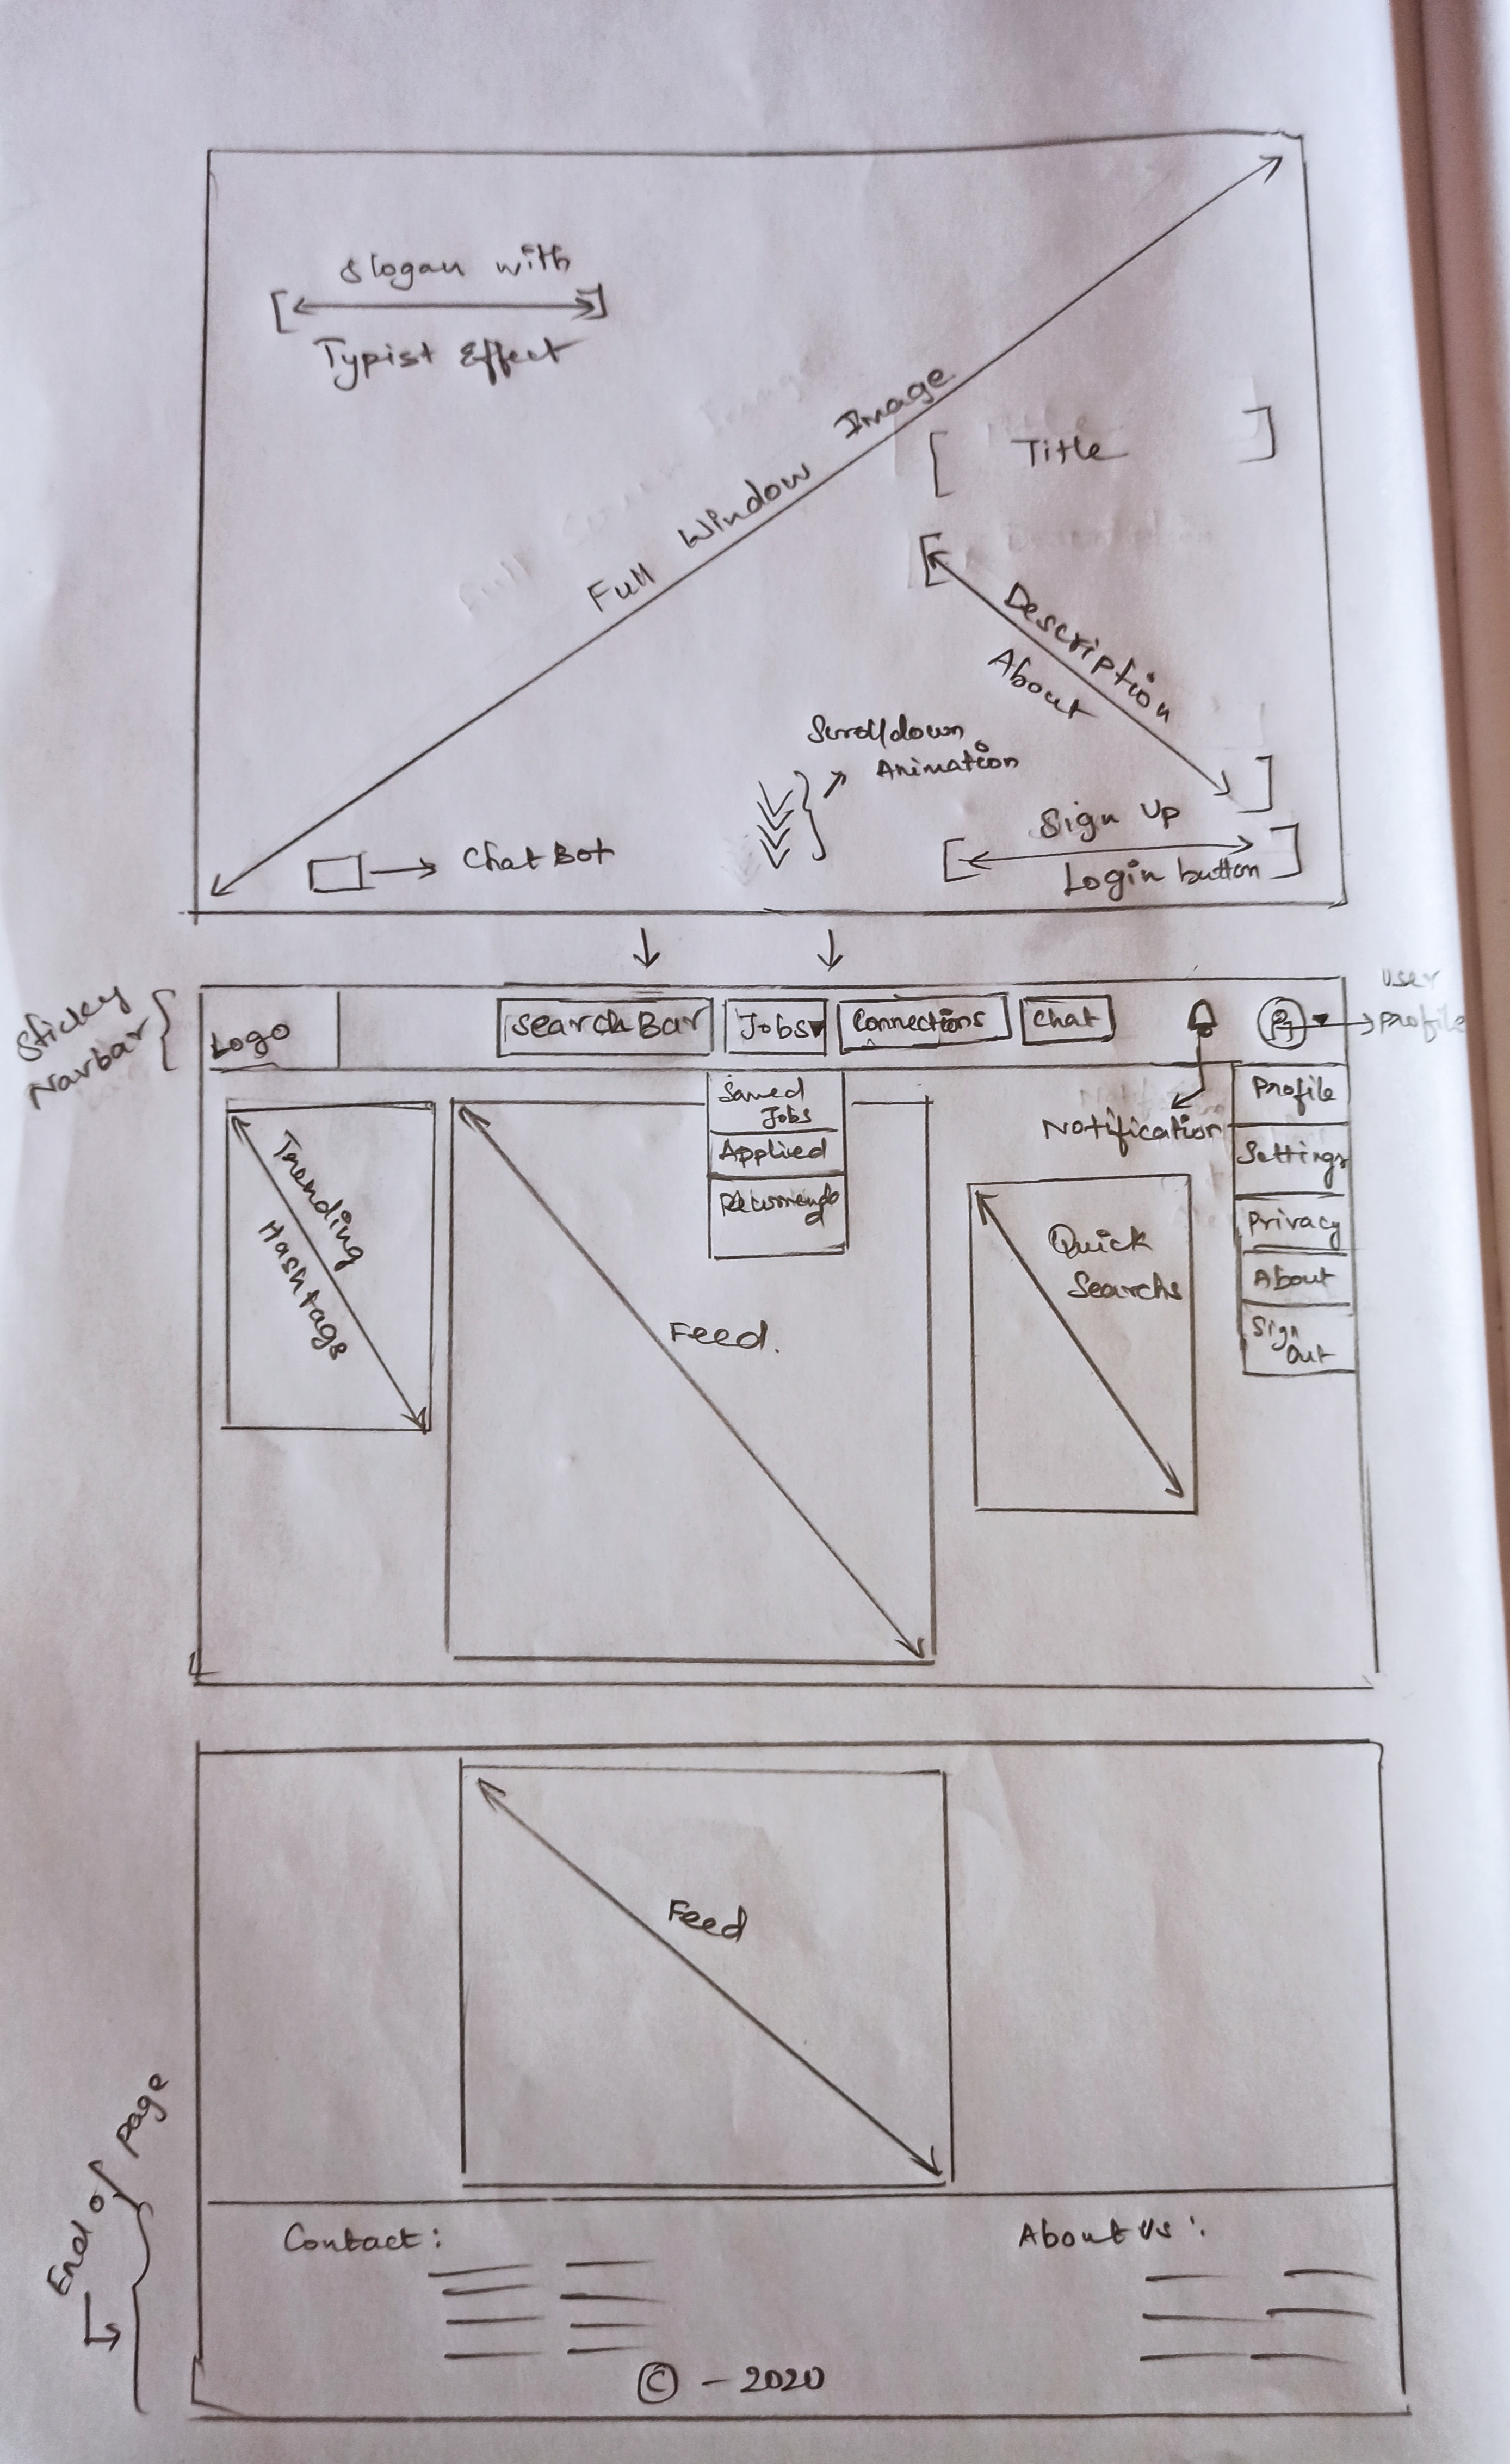 Slogan with
Typist Effect
Full Window Image
Title
Description
About
Scrolldown
Animation
Chat Bot
Sign Up
Login button
Sticky
Navbar
Logo
Search Bar
Jobs
Connections
Chat
User
Profile
Saved
Jobs
Applied
Notification
Profile
Settings
Privacy
About
Sign
Out
Trending
Hashtags
Feed.
Quick
Searchs
Feed
End of page
Contact :
About Us :
© - 2020